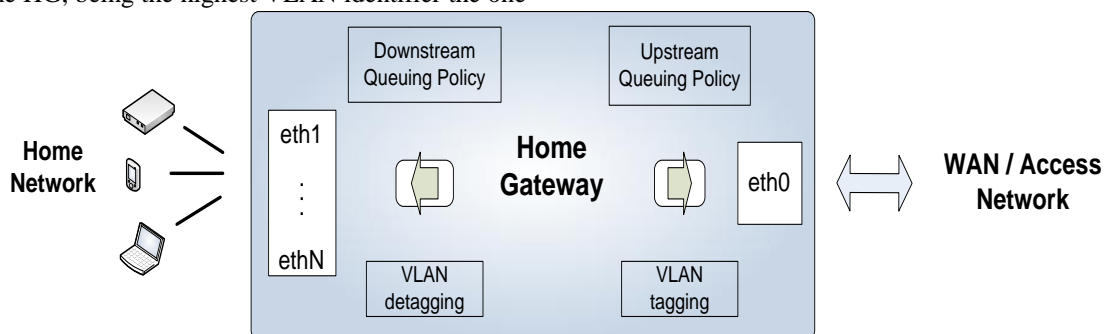 he HG, being the highest VLAN identifier the one
Downstream
Queuing Policy
Upstream
Queuing Policy
Home
Network
eth1
.
.
.
ethN
Home
Gateway
eth0
WAN / Access
Network
VLAN
detagging
VLAN
tagging